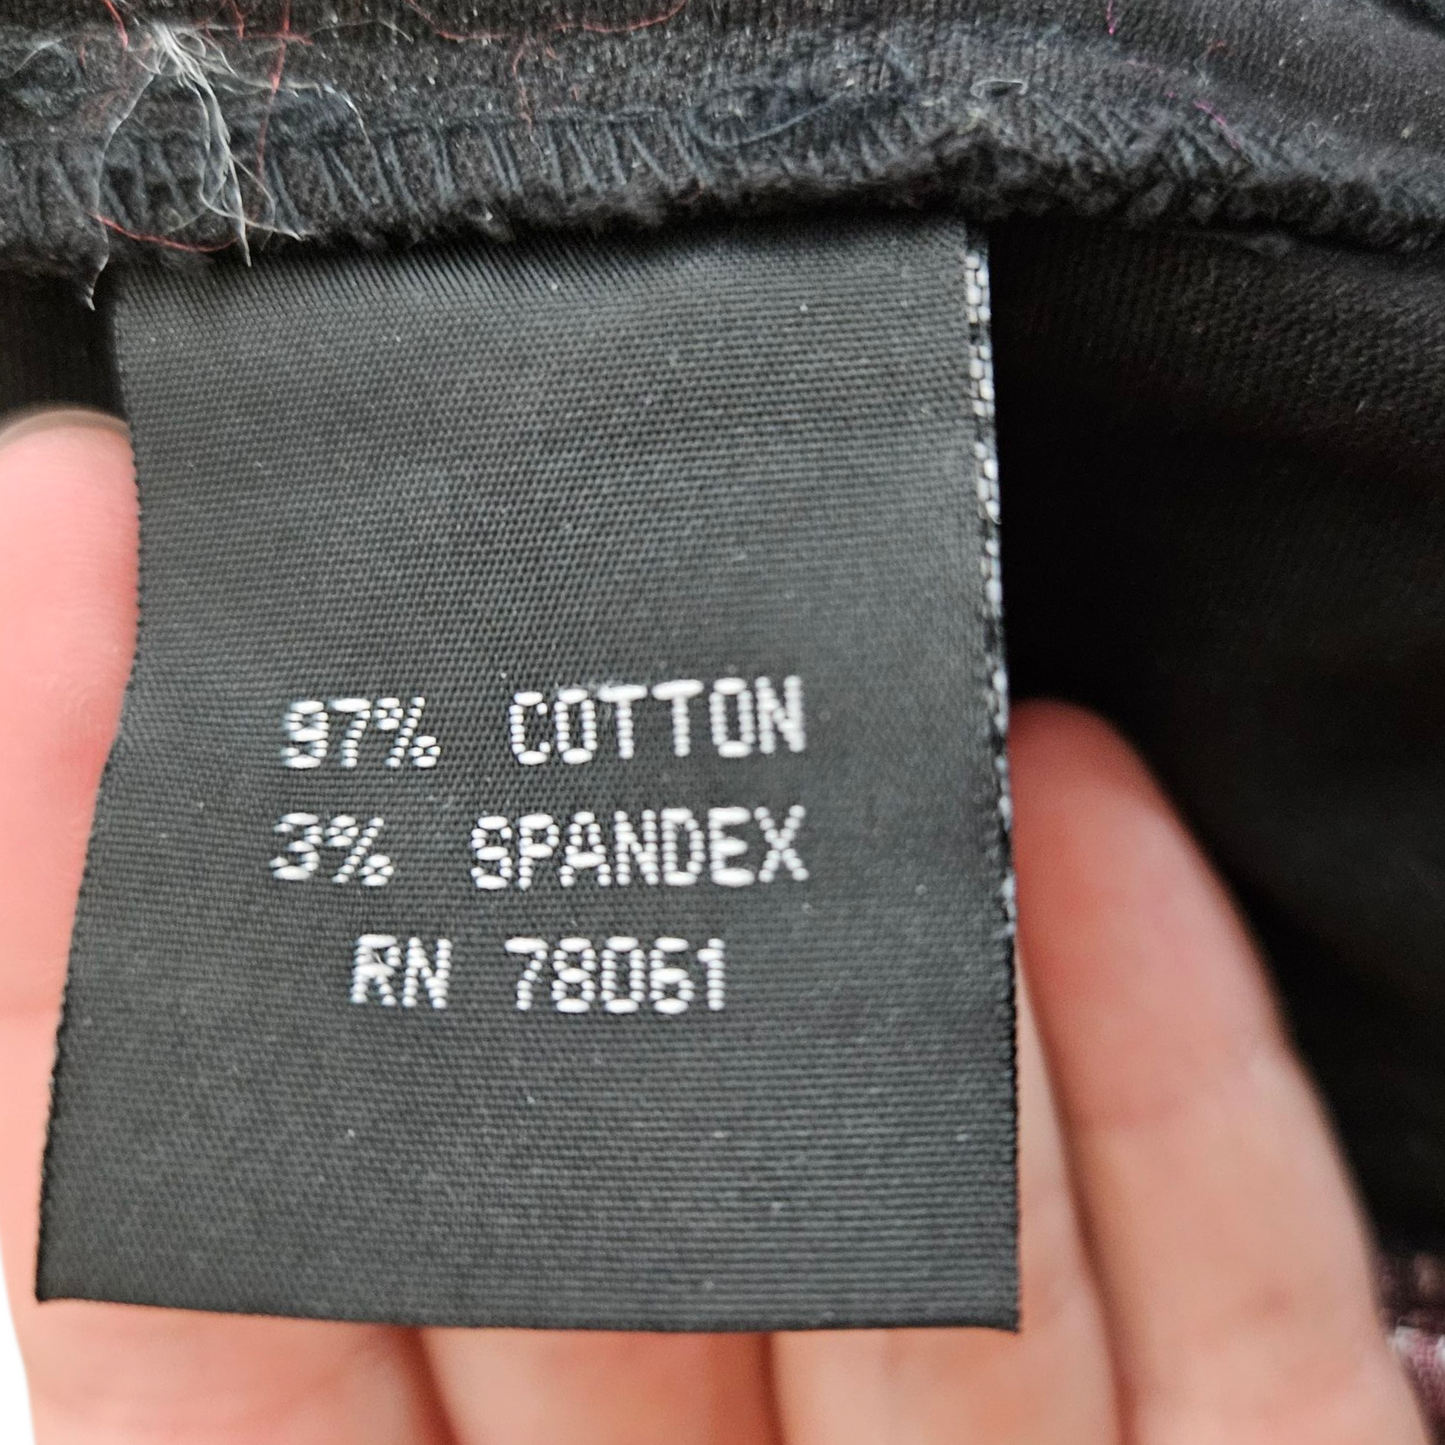 97% COTTON
3% SPANDEX
RN 78061